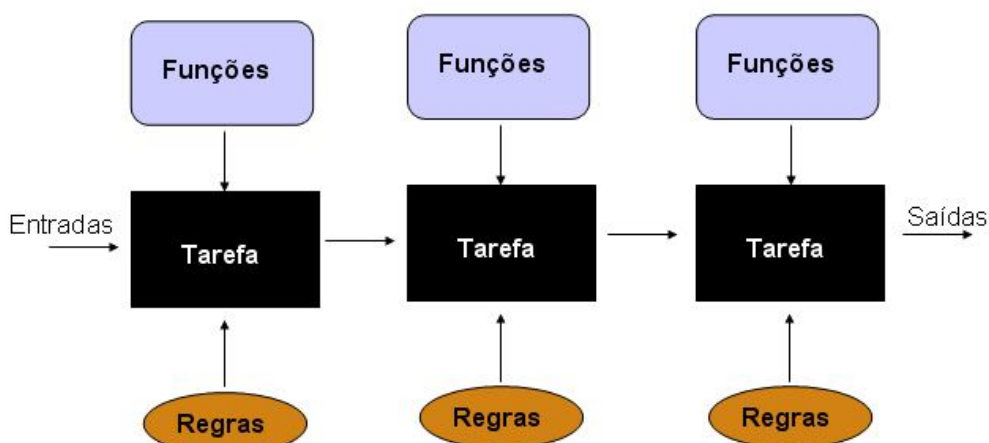 Funções
Funções
Funções
Entradas
Tarefa
Tarefa
Tarefa
Saídas
Regras
Regras
Regras